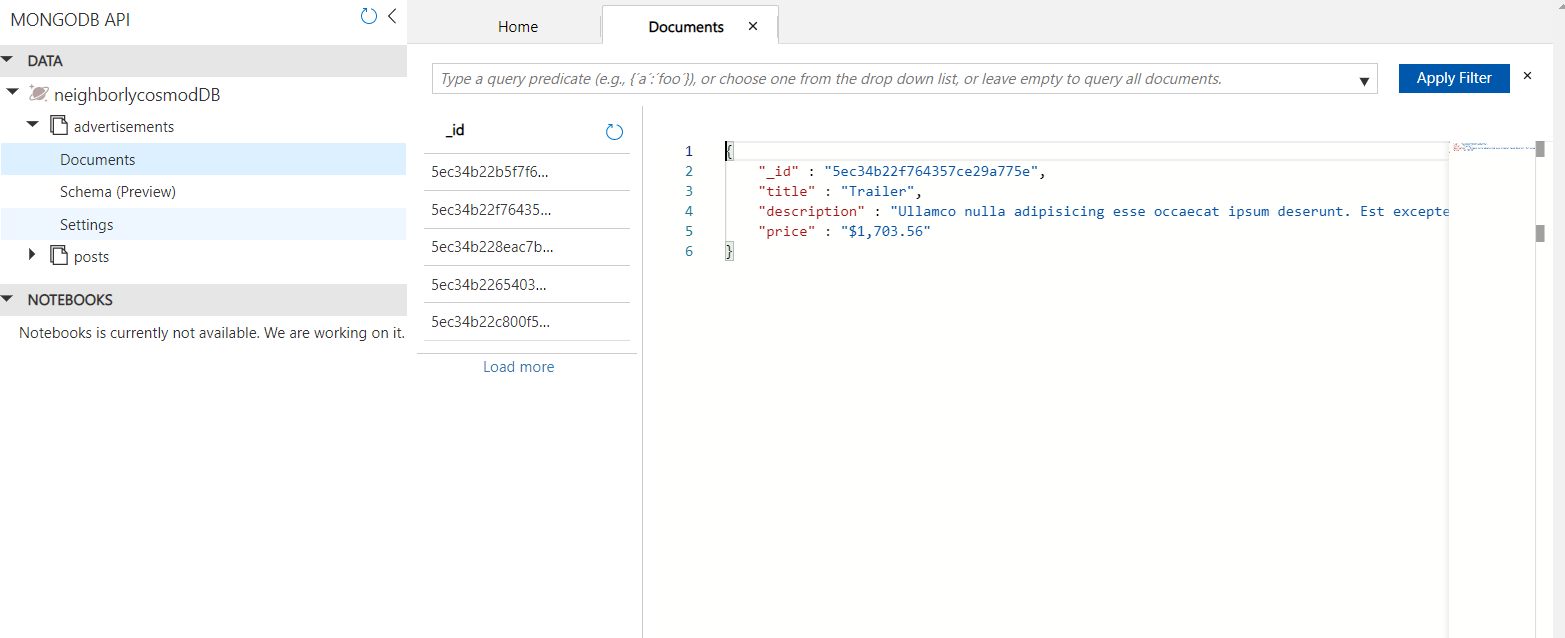 MONGODB API
DATA
neighborlycosmodDB
advertisements
Documents
Schema (Preview)
Settings
posts
NOTEBOOKS
Notebooks is currently not available. We are working on it.
Home
Documents
Type a query predicate (e.g., {´a´:´foo´}), or choose one from the drop down list, or leave empty to query all documents.
Apply Filter
_id
5ec34b22b5f7f6...
5ec34b22f76435...
5ec34b228eac7b...
5ec34b2265403...
5ec34b22c800f5...
Load more
1 {
2 "_id" : "5ec34b22f764357ce29a775e",
3 "title" : "Trailer",
4 "description" : "Ullamco nulla adipisicing esse occaecat ipsum deserunt. Est excepte
5 "price" : "$1,703.56"
6 }